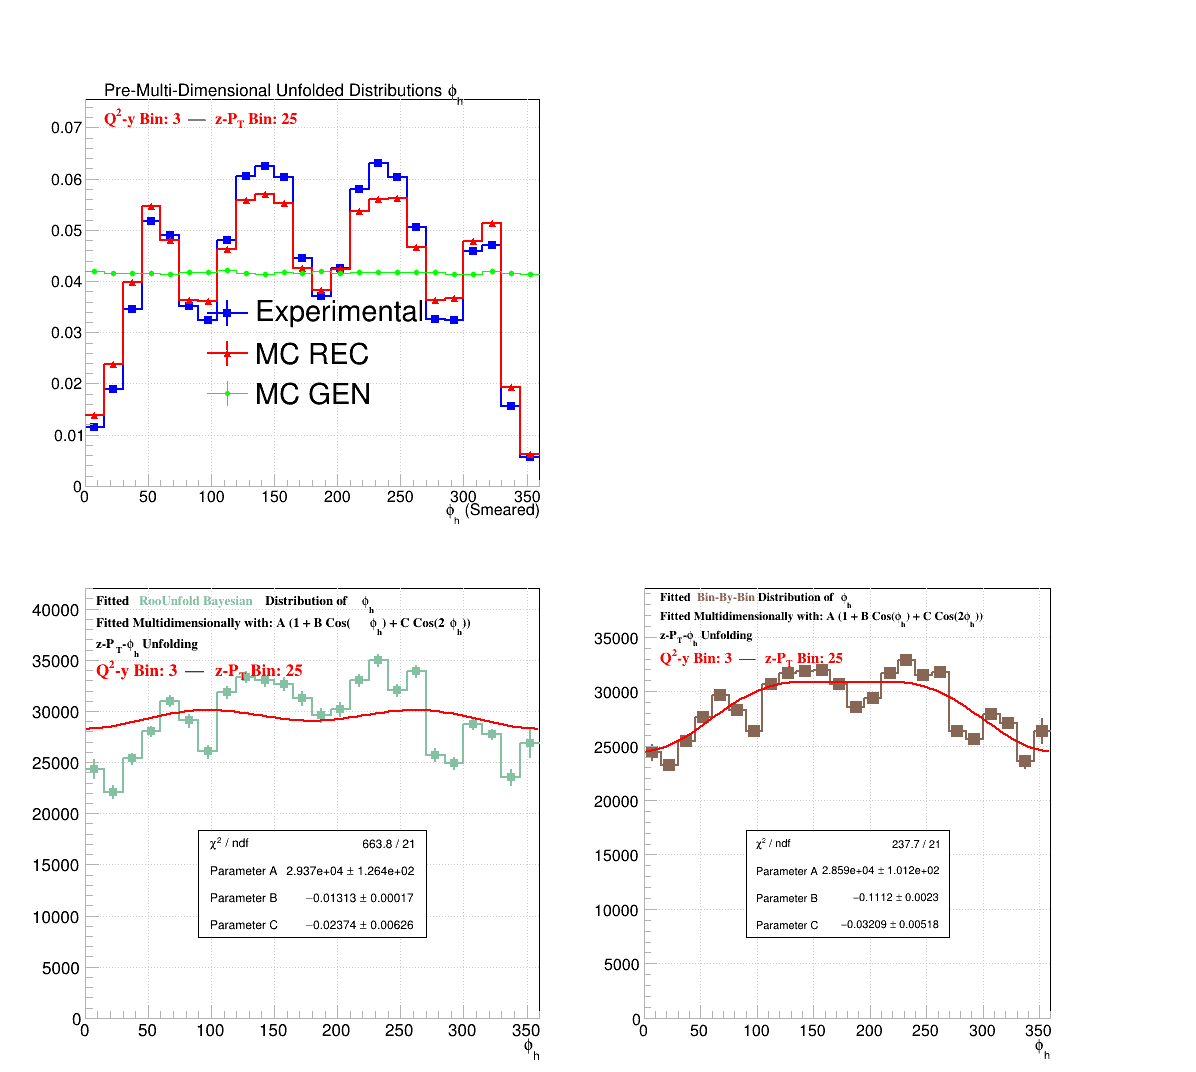 Pre-Multi-Dimensional Unfolded Distributions ϕh
Q²-y Bin: 3 — z-PT Bin: 25
0.07
0.06
0.05
0.04
0.03
0.02
0.01
0
Experimental
MC REC
MC GEN
0 50 100 150 200 250 300 350
ϕh (Smeared)
Fitted RooUnfold Bayesian Distribution of ϕh
Fitted Multidimensionally with: A (1 + B Cos( ϕh) + C Cos(2 ϕh))
z-PT-ϕh Unfolding
Q²-y Bin: 3 — z-PT Bin: 25
40000
35000
30000
25000
20000
15000
10000
5000
0
χ² / ndf 663.8 / 21
Parameter A 2.937e+04 ± 1.264e+02
Parameter B −0.01313 ± 0.00017
Parameter C −0.02374 ± 0.00626
0 50 100 150 200 250 300 350
ϕh
Fitted Bin-By-Bin Distribution of ϕh
Fitted Multidimensionally with: A (1 + B Cos(ϕh) + C Cos(2ϕh))
z-PT-ϕh Unfolding
Q²-y Bin: 3 — z-PT Bin: 25
35000
30000
25000
20000
15000
10000
5000
0
χ² / ndf 237.7 / 21
Parameter A 2.859e+04 ± 1.012e+02
Parameter B −0.1112 ± 0.0023
Parameter C −0.03209 ± 0.00518
0 50 100 150 200 250 300 350
ϕh